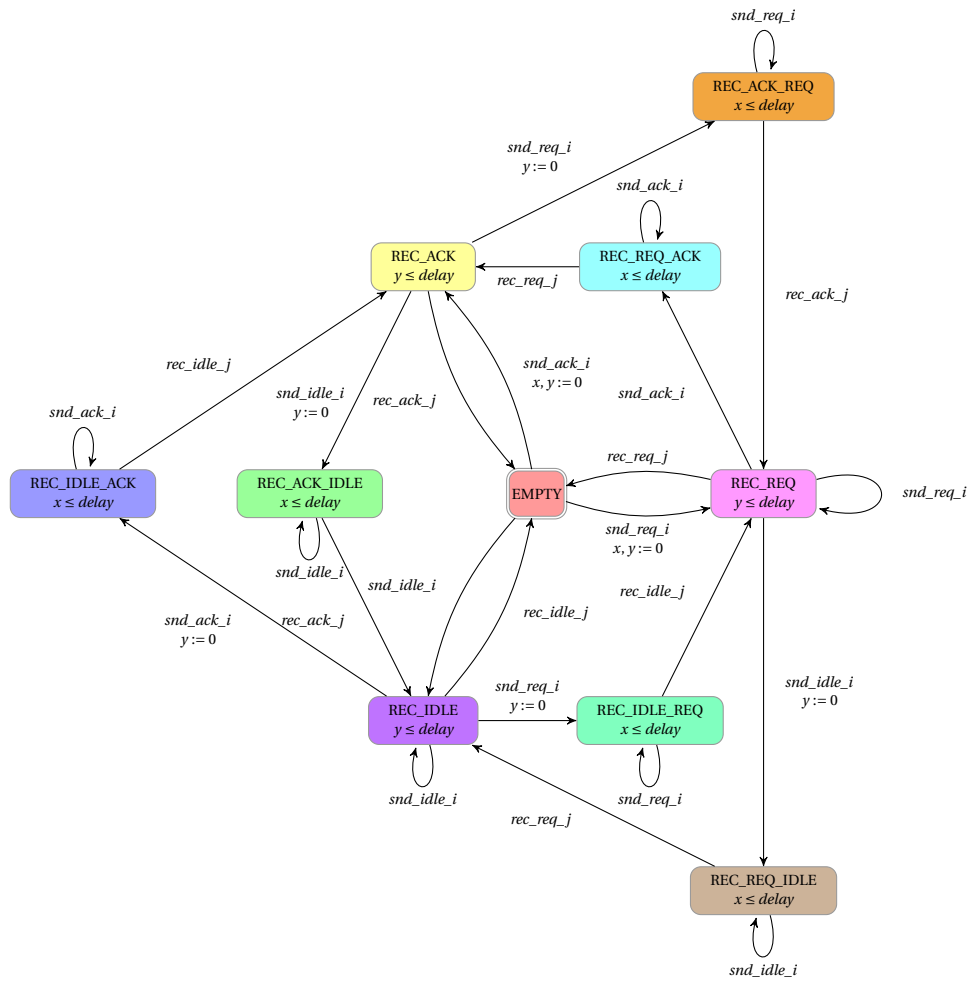 snd_req_i
REC_ACK_REQ
x ≤ delay
snd_req_i
y := 0
snd_ack_i
REC_ACK
y ≤ delay
REC_REQ_ACK
x ≤ delay
rec_req_j
rec_ack_j
rec_idle_j
snd_ack_i
x, y := 0
snd_idle_i
y := 0
rec_ack_j
snd_ack_i
snd_ack_i
rec_req_j
REC_IDLE_ACK
x ≤ delay
REC_ACK_IDLE
x ≤ delay
EMPTY
REC_REQ
y ≤ delay
snd_req_i
snd_req_i
x, y := 0
snd_idle_i
snd_idle_i
rec_idle_j
rec_idle_j
snd_ack_i
y := 0
rec_ack_j
snd_req_i
y := 0
snd_idle_i
y := 0
REC_IDLE
y ≤ delay
REC_IDLE_REQ
x ≤ delay
snd_idle_i
snd_req_i
rec_req_j
REC_REQ_IDLE
x ≤ delay
snd_idle_i